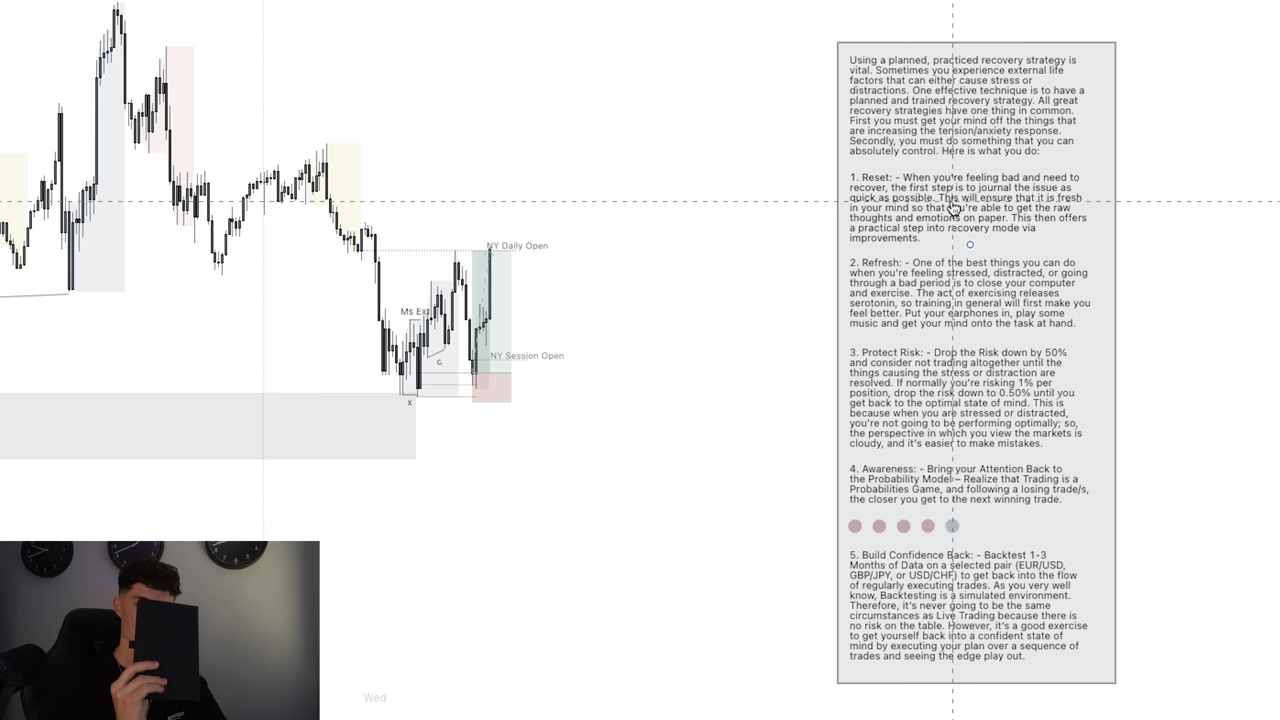 Using a planned, practiced recovery strategy is
vital. Sometimes you experience external life
factors that can either cause stress or
distractions. One effective technique is to have a
planned and trained recovery strategy. All great
recovery strategies have one thing in common.
First you must get your mind off the things that
are increasing the tension/anxiety response.
Secondly, you must do something that you can
absolutely control. Here is what you do:
1. Reset: - When you're feeling bad and need to
recover, the first step is to journal the issue as
quick as possible. This will ensure that it is fresh
in your mind so that you're able to get the raw
thoughts and emotions on paper. This then offers
a practical step into recovery mode via
improvements.
2. Refresh: - One of the best things you can do
when you're feeling stressed, distracted, or going
through a bad period is to close your computer
and exercise. The act of exercising releases
serotonin, so training in general will first make you
feel better. Put your earphones in, play some
music and get your mind onto the task at hand.
3. Protect Risk: - Drop the Risk down by 50%
and consider not trading altogether until the
things causing the stress or distraction are
resolved. If normally you're risking 1% per
position, drop the risk down to 0.50% until you
get back to the optimal state of mind. This is
because when you are stressed or distracted,
you're not going to be performing optimally; so,
the perspective in which you view the markets is
cloudy, and it's easier to make mistakes.
4. Awareness: - Bring your Attention Back to
the Probability Model – Realize that Trading is a
Probabilities Game, and following a losing trade/s,
the closer you get to the next winning trade.
5. Build Confidence Back: - Backtest 1-3
Months of Data on a selected pair (EUR/USD,
GBP/JPY, or USD/CHF) to get back into the flow
of regularly executing trades. As you very well
know, Backtesting is a simulated environment.
Therefore, it's never going to be the same
circumstances as Live Trading because there is
no risk on the table. However, it's a good exercise
to get yourself back into a confident state of
mind by executing your plan over a sequence of
trades and seeing the edge play out.
NY Daily Open
Ms Ext
NY Session Open
C
X
Wed